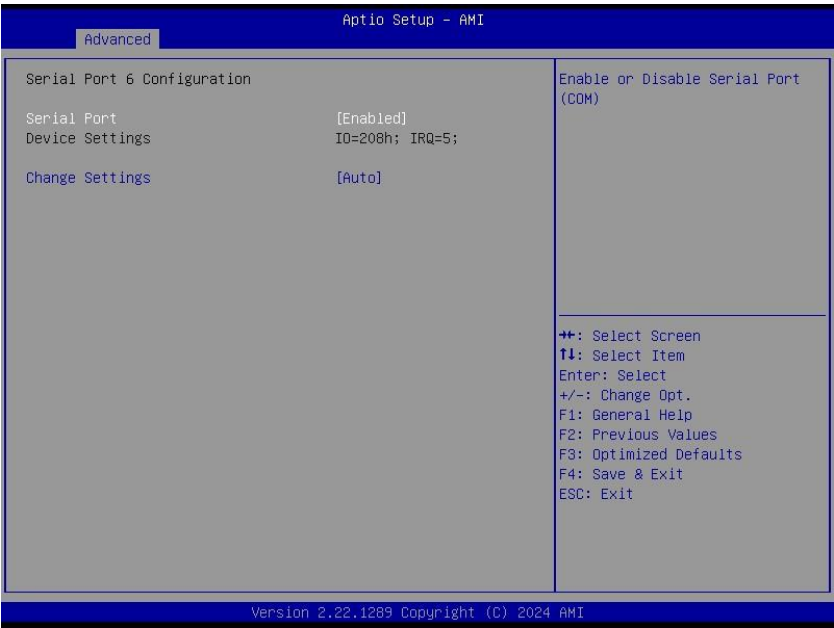 Aptio Setup – AMI
Advanced
Serial Port 6 Configuration
Serial Port [Enabled]
Device Settings IO=208h; IRQ=5;
Change Settings [Auto]
Enable or Disable Serial Port
(COM)
→←: Select Screen
↑↓: Select Item
Enter: Select
+/-: Change Opt.
F1: General Help
F2: Previous Values
F3: Optimized Defaults
F4: Save & Exit
ESC: Exit
Version 2.22.1289 Copyright (C) 2024 AMI